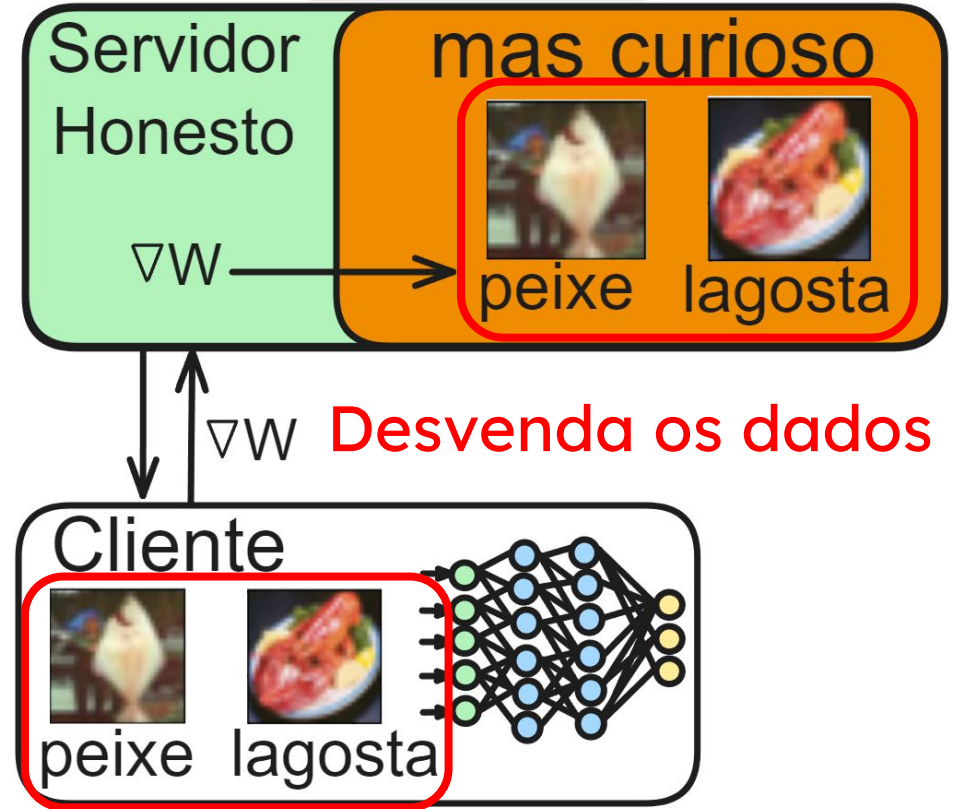 Servidor
Honesto
mas curioso
∇W
peixe lagosta
∇W
Desvenda os dados
Cliente
peixe lagosta